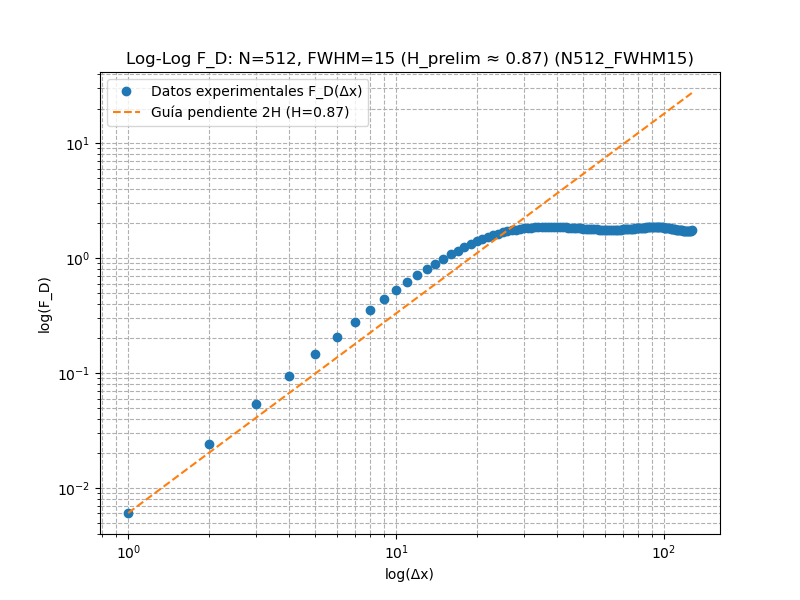 Log-Log F_D: N=512, FWHM=15 (H_prelim ≈ 0.87) (N512_FWHM15)
Datos experimentales F_D(Δx)
Guía pendiente 2H (H=0.87)
log(F_D)
10¹
10⁰
10⁻¹
10⁻²
10⁰ 10¹ 10²
log(Δx)